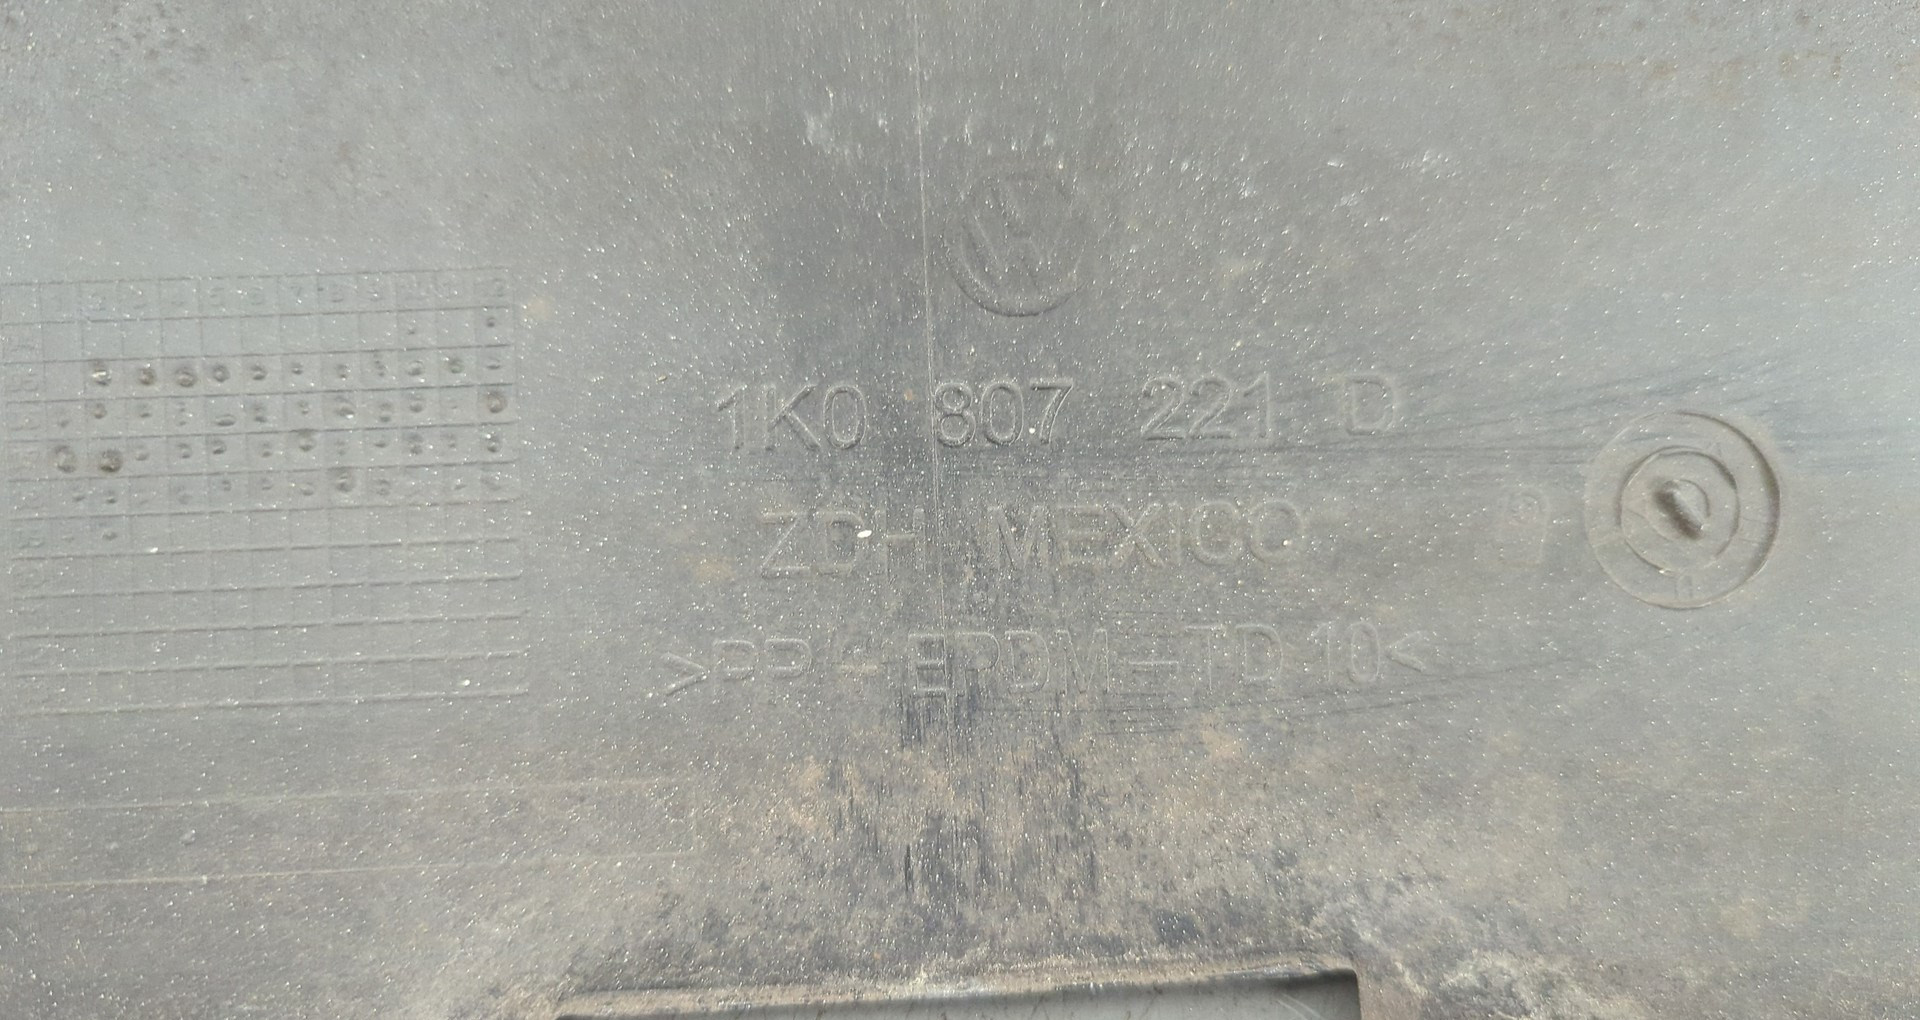 1K0 807 221 D
ZDH MEXICO
>PP-EPDM-TD10<